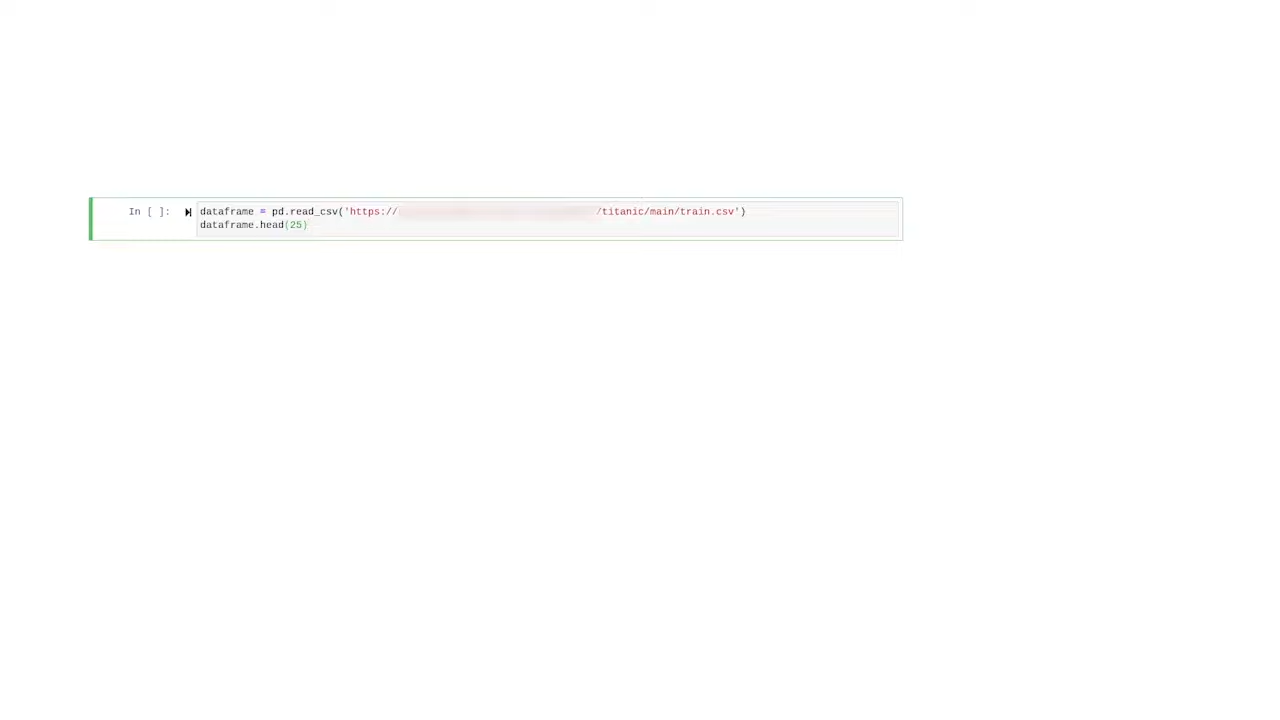 In [ ]: dataframe = pd.read_csv('https:// /titanic/main/train.csv')
dataframe.head(25)